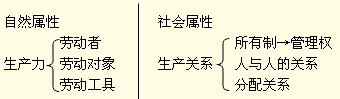 自然属性
生产力
劳动者
劳动对象
劳动工具
社会属性
生产关系
所有制→管理权
人与人的关系
分配关系